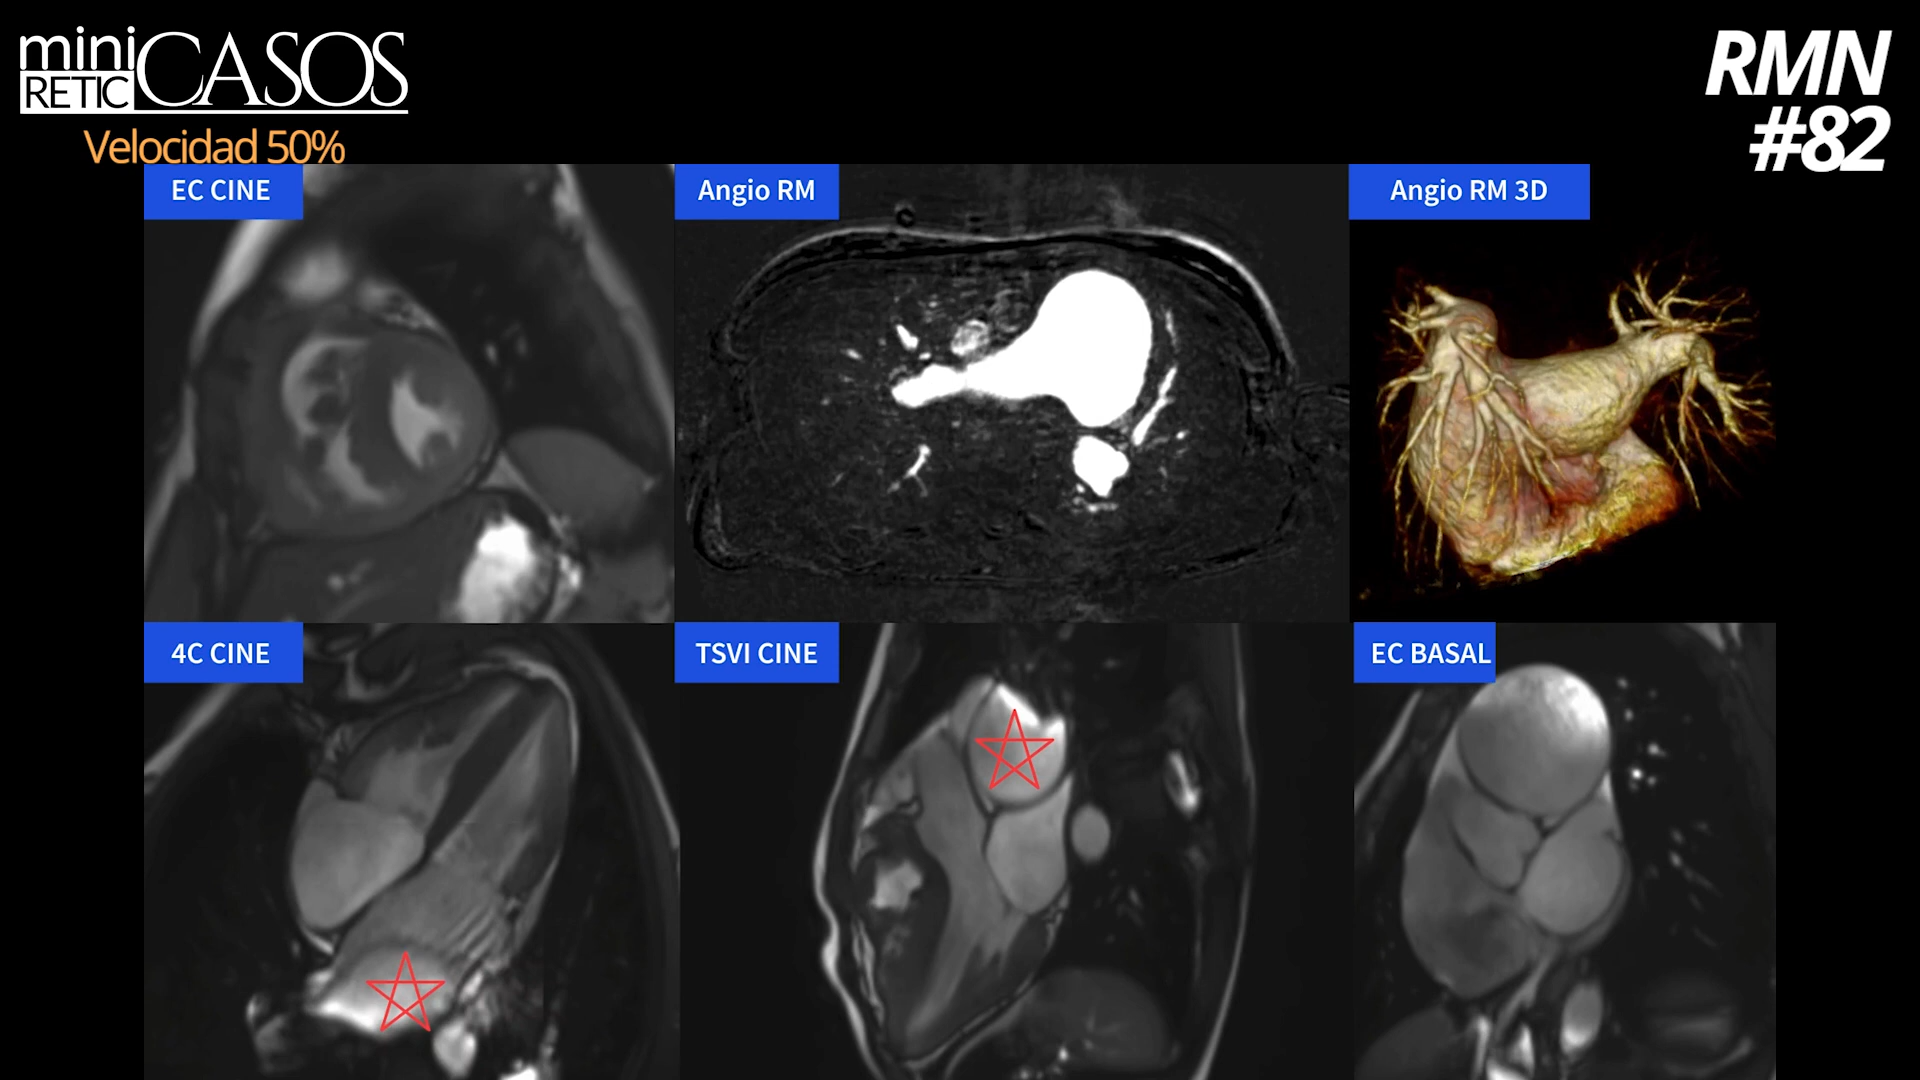 mini
RETIC CASOS
Velocidad 50%
RMN
#82
EC CINE
Angio RM
Angio RM 3D
4C CINE
TSVI CINE
EC BASAL